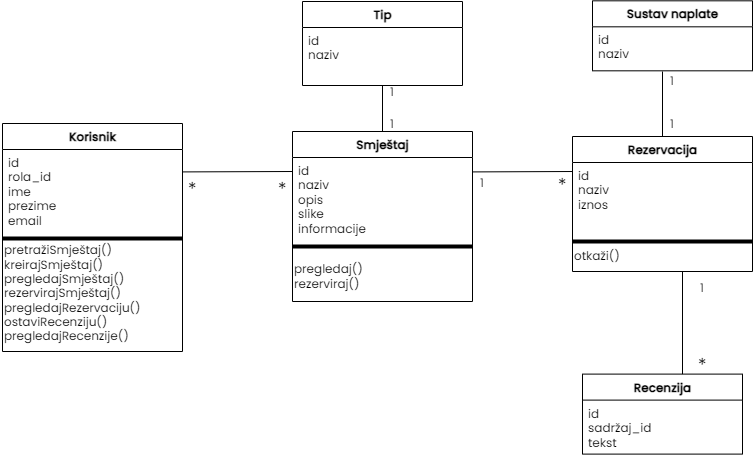 Tip
id
naziv
1
1
Sustav naplate
id
naziv
1
1
Korisnik
id
rola_id
ime
prezime
email
pretražiSmještaj()
kreirajSmještaj()
pregledajSmještaj()
rezervirajSmještaj()
pregledajRezervaciju()
ostaviRecenziju()
pregledajRecenzije()
*
*
Smještaj
id
naziv
opis
slike
informacije
pregledaj()
rezerviraj()
1
*
Rezervacija
id
naziv
iznos
otkaži()
1
*
Recenzija
id
sadržaj_id
tekst